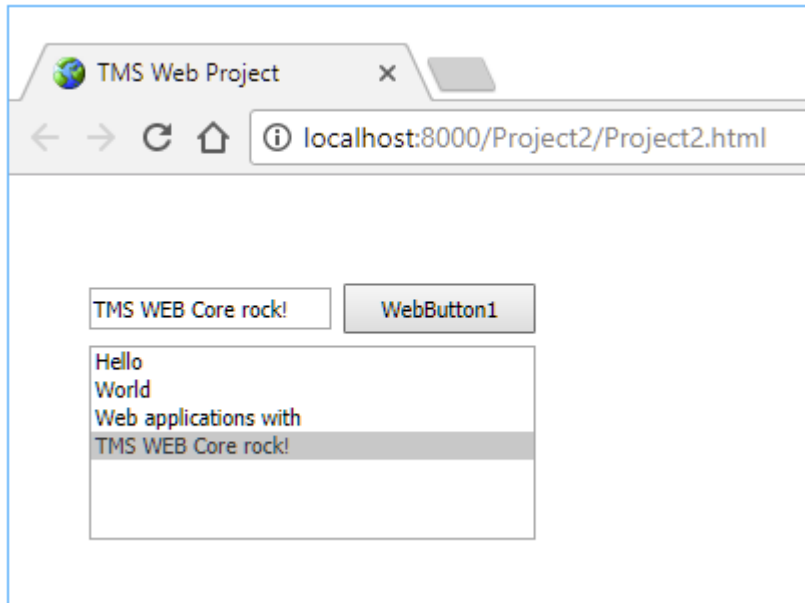 TMS Web Project
localhost:8000/Project2/Project2.html
TMS WEB Core rock! WebButton1
Hello
World
Web applications with
TMS WEB Core rock!